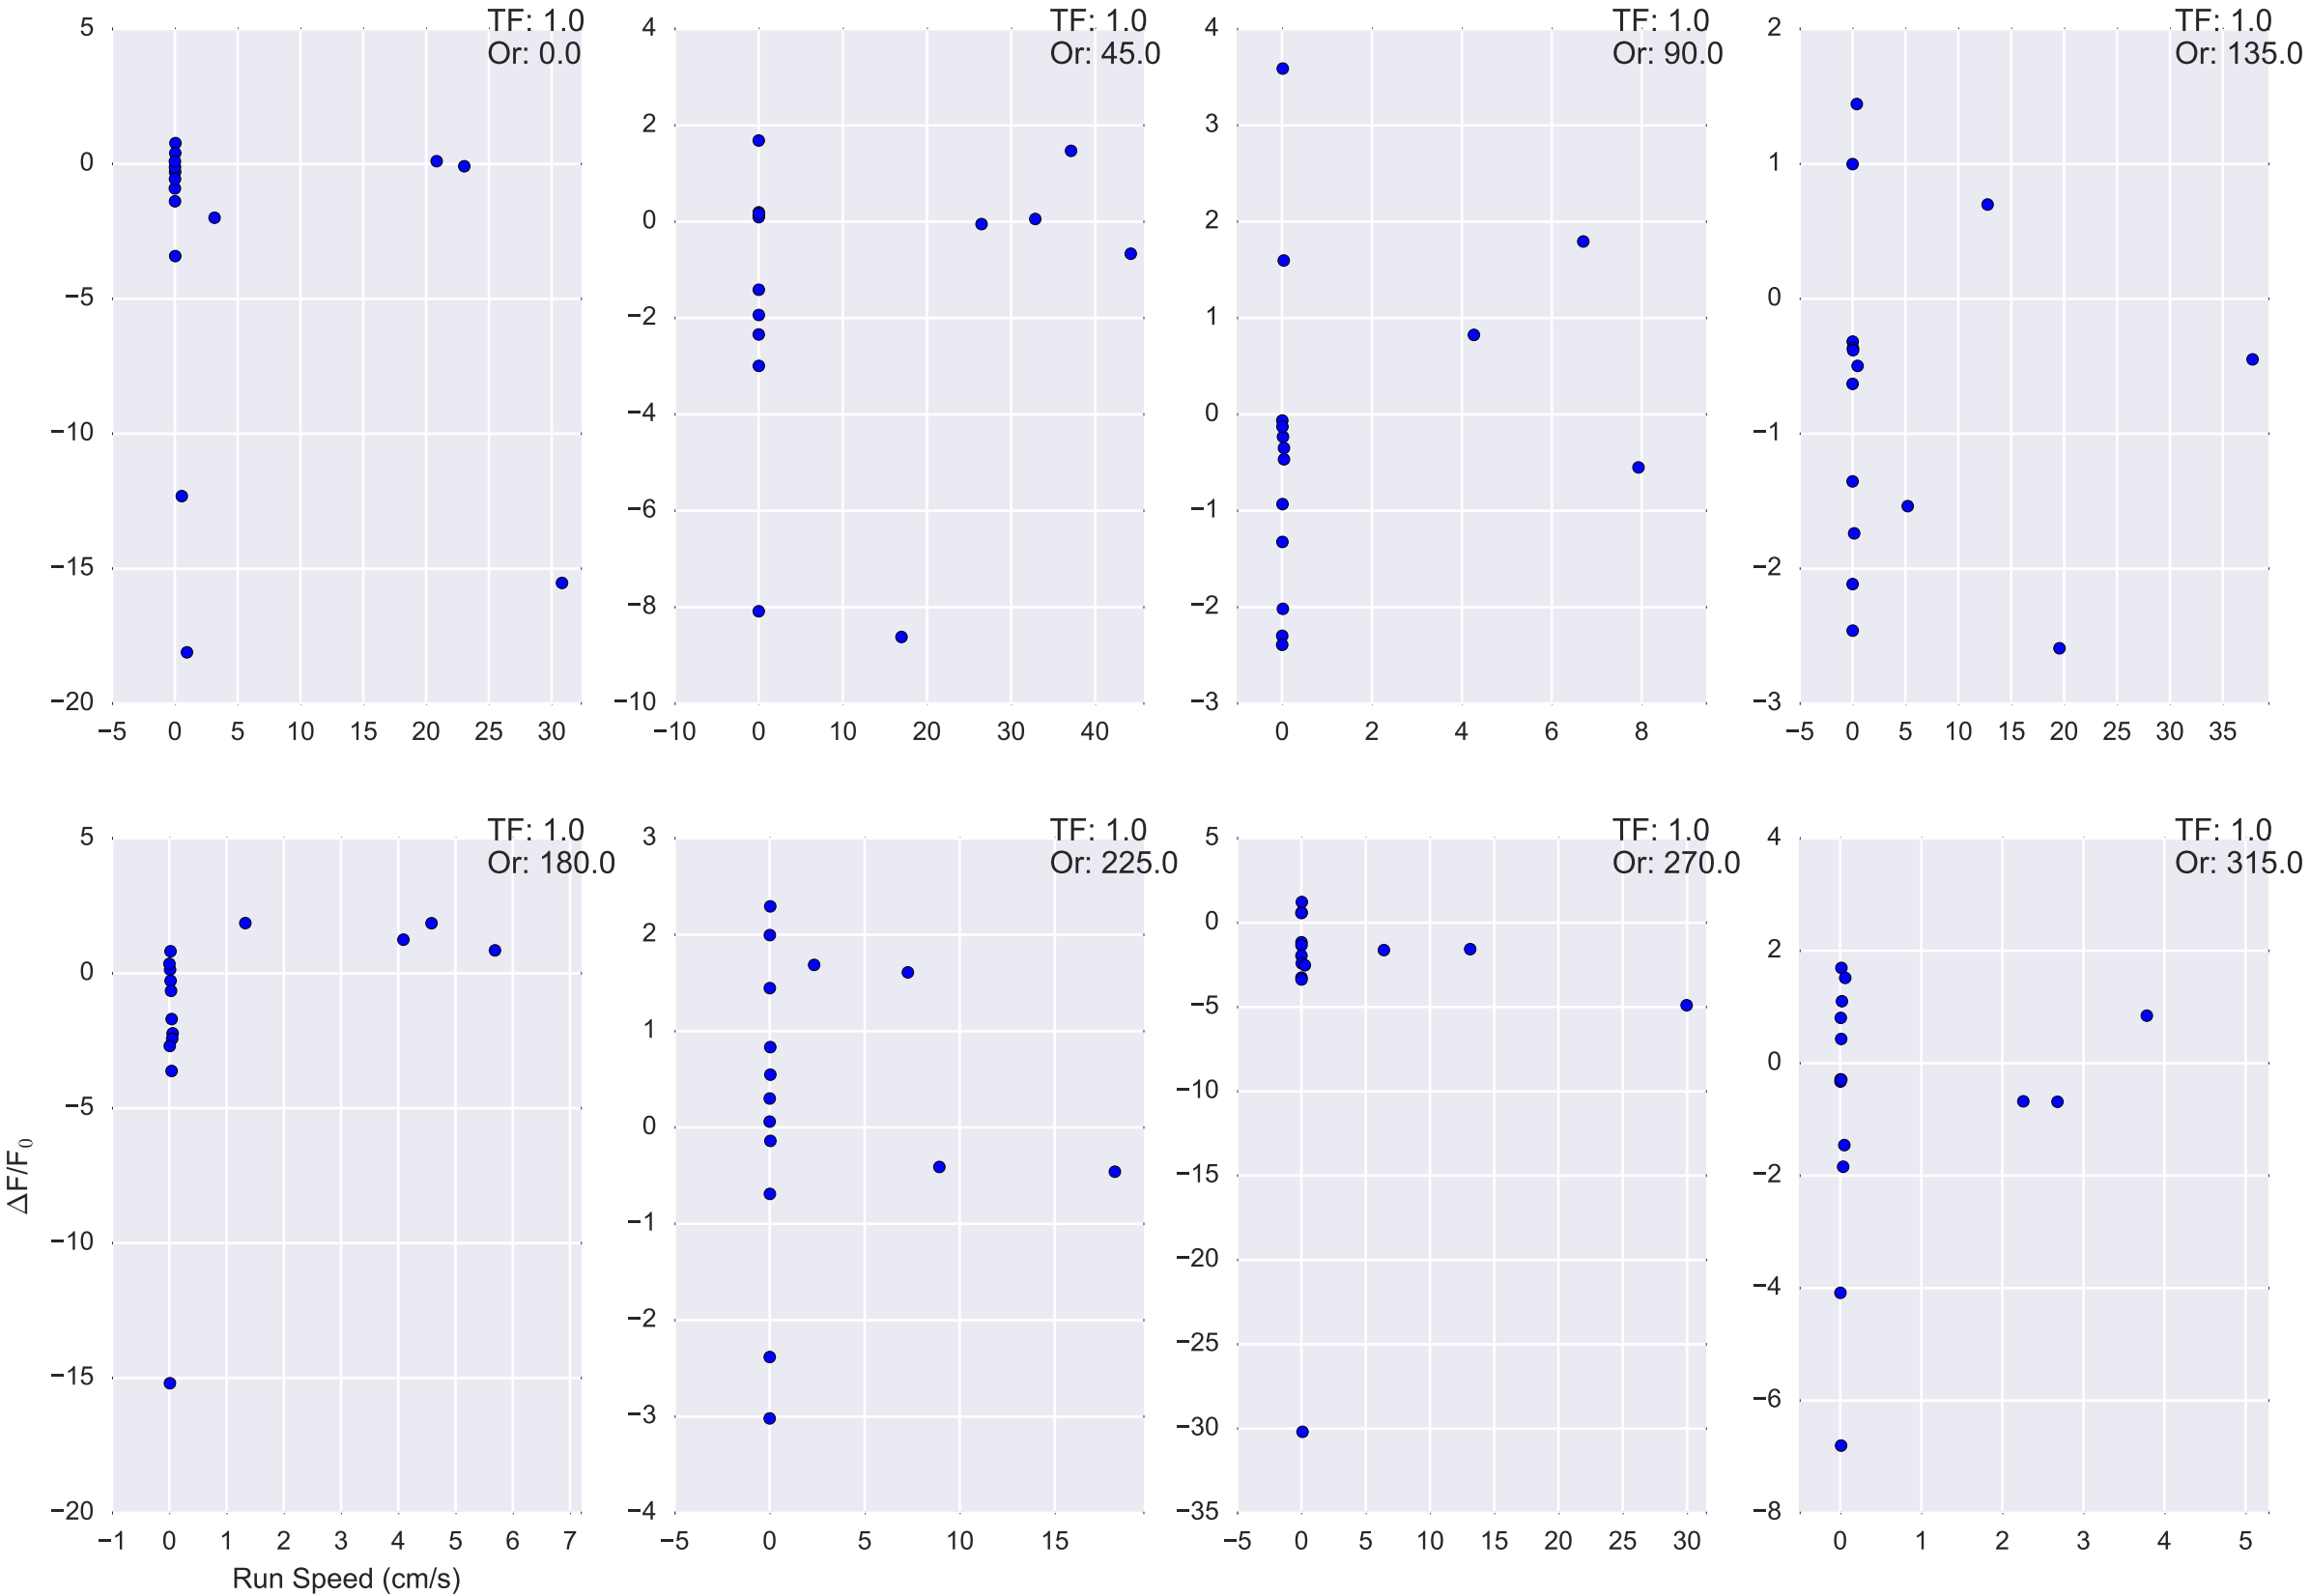 TF: 1.0
Or: 0.0
5
0
−5
−10
−15
−20
−5 0 5 10 15 20 25 30
TF: 1.0
Or: 45.0
4
2
0
−2
−4
−6
−8
−10
−10 0 10 20 30 40
TF: 1.0
Or: 90.0
4
3
2
1
0
−1
−2
−3
0 2 4 6 8
TF: 1.0
Or: 135.0
2
1
0
−1
−2
−3
−5 0 5 10 15 20 25 30 35
TF: 1.0
Or: 180.0
5
0
−5
−10
−15
−20
−1 0 1 2 3 4 5 6 7
Run Speed (cm/s)
ΔF/F₀
TF: 1.0
Or: 225.0
3
2
1
0
−1
−2
−3
−4
−5 0 5 10 15
TF: 1.0
Or: 270.0
5
0
−5
−10
−15
−20
−25
−30
−35
−5 0 5 10 15 20 25 30
TF: 1.0
Or: 315.0
4
2
0
−2
−4
−6
−8
0 1 2 3 4 5